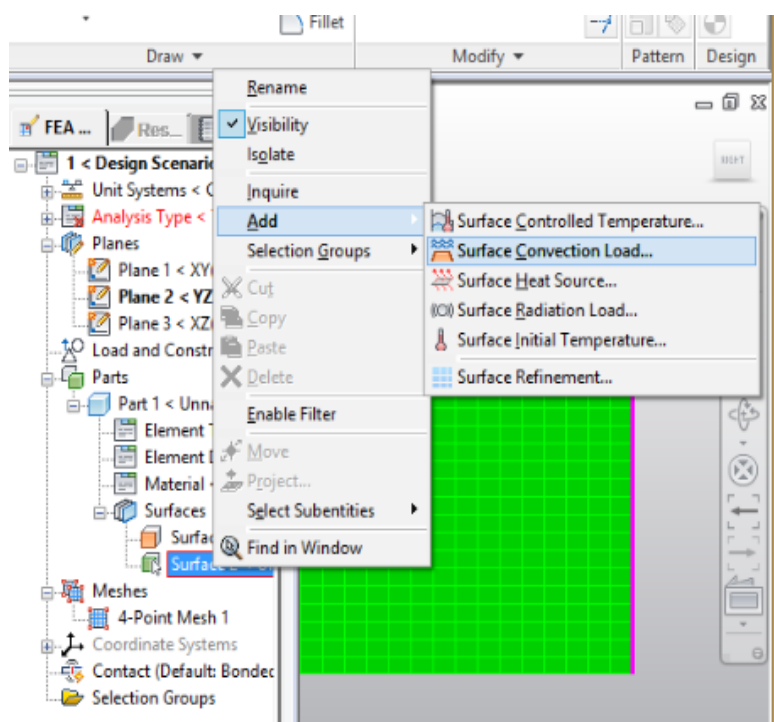 Fillet
Draw
Modify
Pattern
Design
FEA ...
Res...
RIGHT
1 < Design Scenario
Unit Systems < C
Analysis Type <
Planes
Plane 1 < XY
Plane 2 < YZ
Plane 3 < XZ
Load and Constr
Parts
Part 1 < Unna
Element
Element
Material
Surfaces
Surfac
Surface
Meshes
4-Point Mesh 1
Coordinate Systems
Contact (Default: Bonded
Selection Groups
Rename
Visibility
Isolate
Inquire
Add
Selection Groups
Cut
Copy
Paste
Delete
Enable Filter
Move
Project...
Select Subentities
Find in Window
Surface Controlled Temperature...
Surface Convection Load...
Surface Heat Source...
Surface Radiation Load...
Surface Initial Temperature...
Surface Refinement...